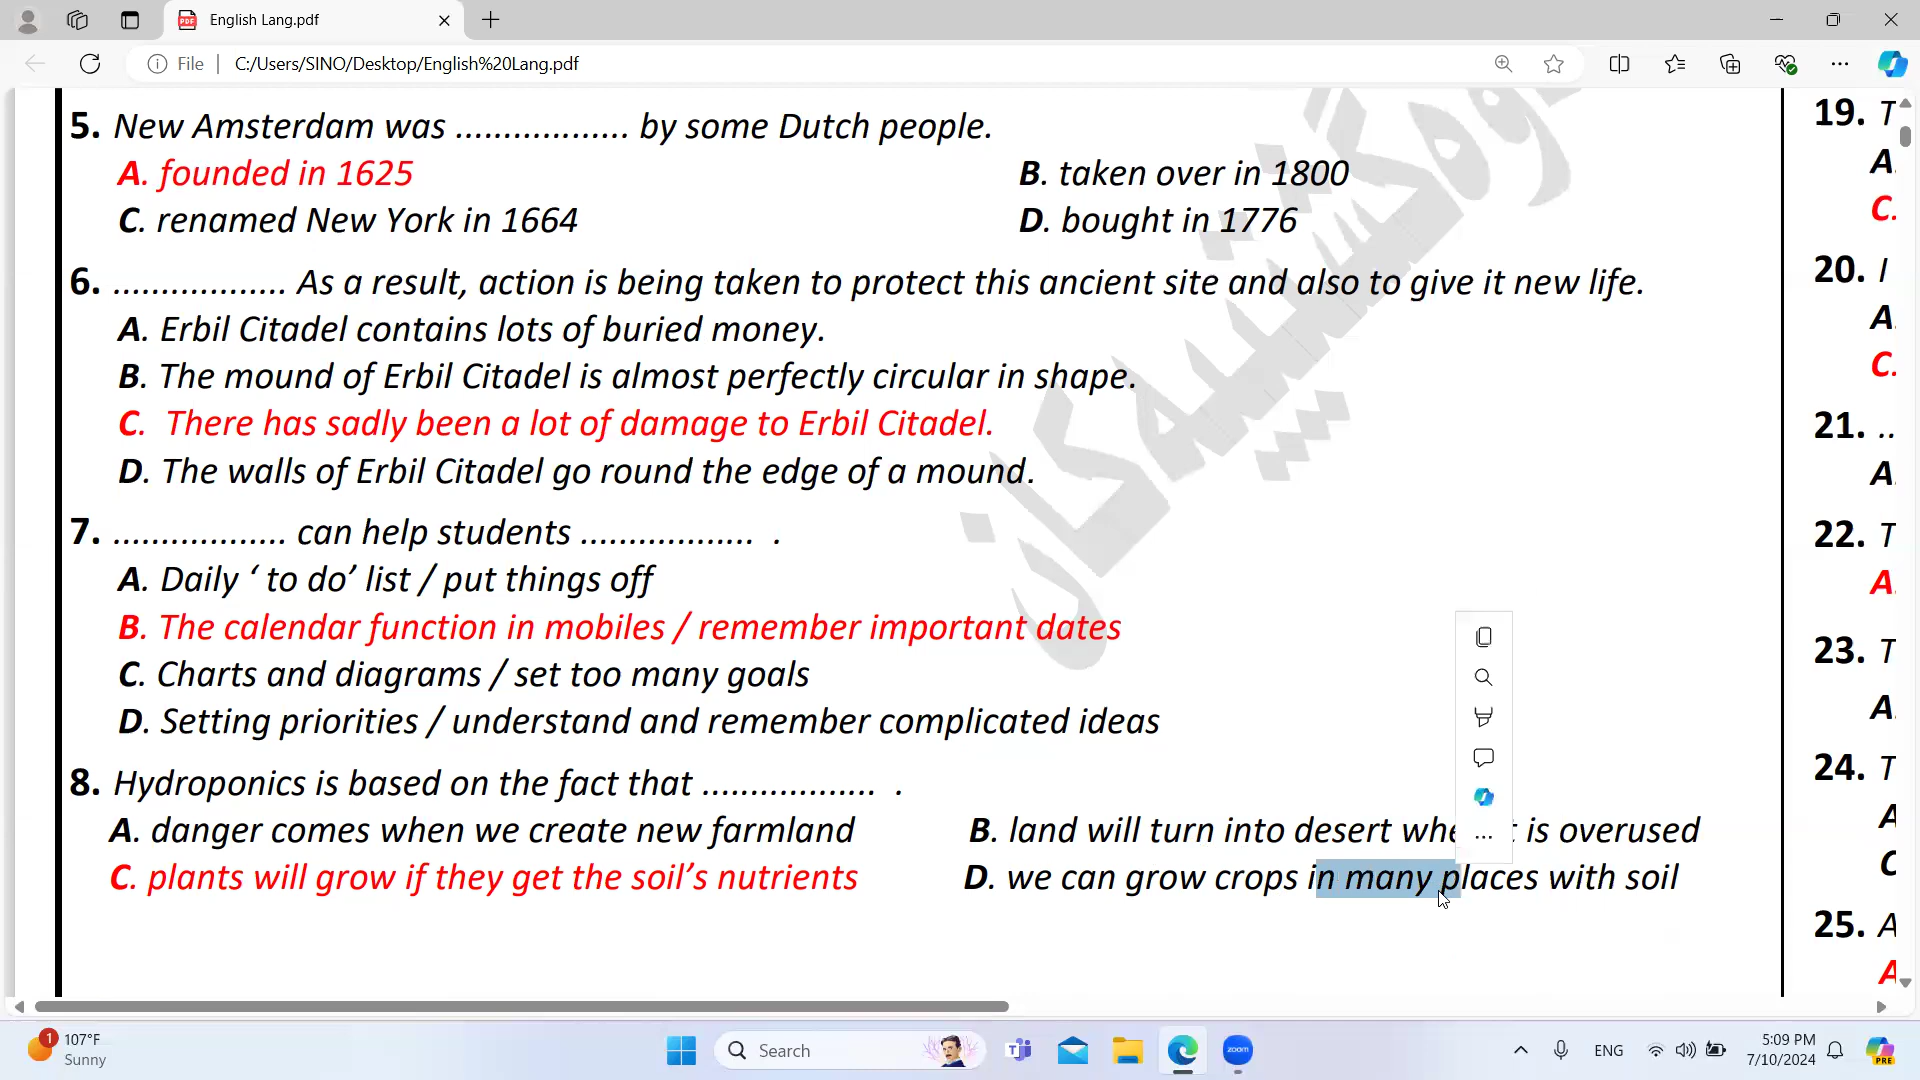 English Lang.pdf
File
C:/Users/SINO/Desktop/English%20Lang.pdf
5. New Amsterdam was .................. by some Dutch people.
A. founded in 1625
B. taken over in 1800
C. renamed New York in 1664
D. bought in 1776
6. .................. As a result, action is being taken to protect this ancient site and also to give it new life.
A. Erbil Citadel contains lots of buried money.
B. The mound of Erbil Citadel is almost perfectly circular in shape.
C. There has sadly been a lot of damage to Erbil Citadel.
D. The walls of Erbil Citadel go round the edge of a mound.
7. .................. can help students .................. .
A. Daily ‘ to do’ list / put things off
B. The calendar function in mobiles / remember important dates
C. Charts and diagrams / set too many goals
D. Setting priorities / understand and remember complicated ideas
8. Hydroponics is based on the fact that .................. .
A. danger comes when we create new farmland
B. land will turn into desert whe t is overused
C. plants will grow if they get the soil’s nutrients
D. we can grow crops in many places with soil
19. T
A.
C.
20. I
A.
C.
21. ..
A.
22. T
A.
23. T
A.
24. T
A
C
25. A
A
1
107°F
Sunny
Search
zoom
ENG
5:09 PM
7/10/2024
PRE